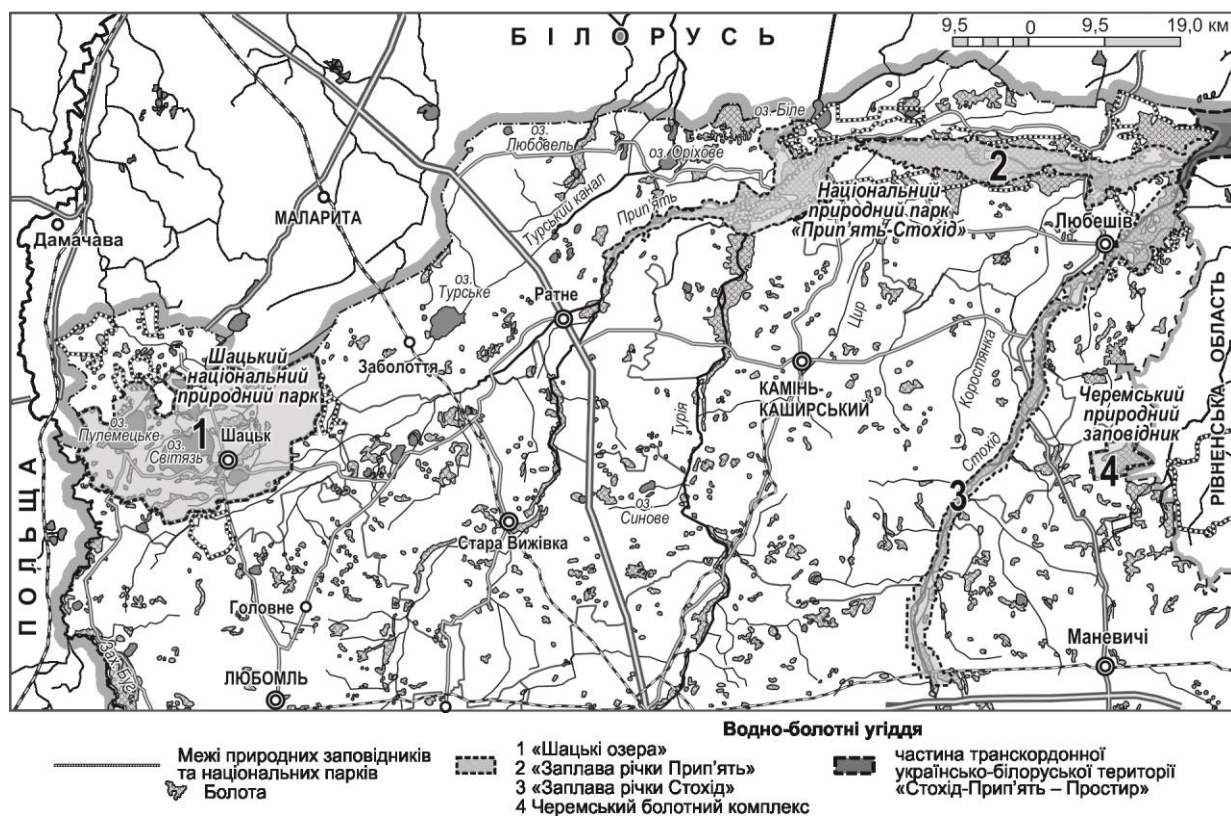 БІЛОРУСЬ
9,5 0 9,5 19,0 км
оз. Біле
оз.
Любовель
оз. Оріхове
2
МАЛАРИТА
Турський канал
Прип'ять
Національний
природний парк
«Прип'ять-Стохід»
Любешів
Дамачава
оз.
Турське
Ратне
Цир
Заболоття
КАМІНЬ-
КАШИРСЬКИЙ
Коростянка
РІВНЕНСЬКА ОБЛАСТЬ
Шацький
національний
природний парк
Черемський
природний
заповідник
оз.
Пулемецьке
1
оз.
Світязь
Шацьк
Турія
Стохід
4
3
ПОЛЬЩА
оз.
Синове
Стара Вижівка
Головне
Маневичі
Зах. Буг
ЛЮБОМЛЬ
Водно-болотні угіддя
Межі природних заповідників
та національних парків
Болота
1 «Шацькі озера»
2 «Заплава річки Прип'ять»
3 «Заплава річки Стохід»
4 Черемський болотний комплекс
частина транскордонної
українсько-білоруської території
«Стохід-Прип'ять – Простир»